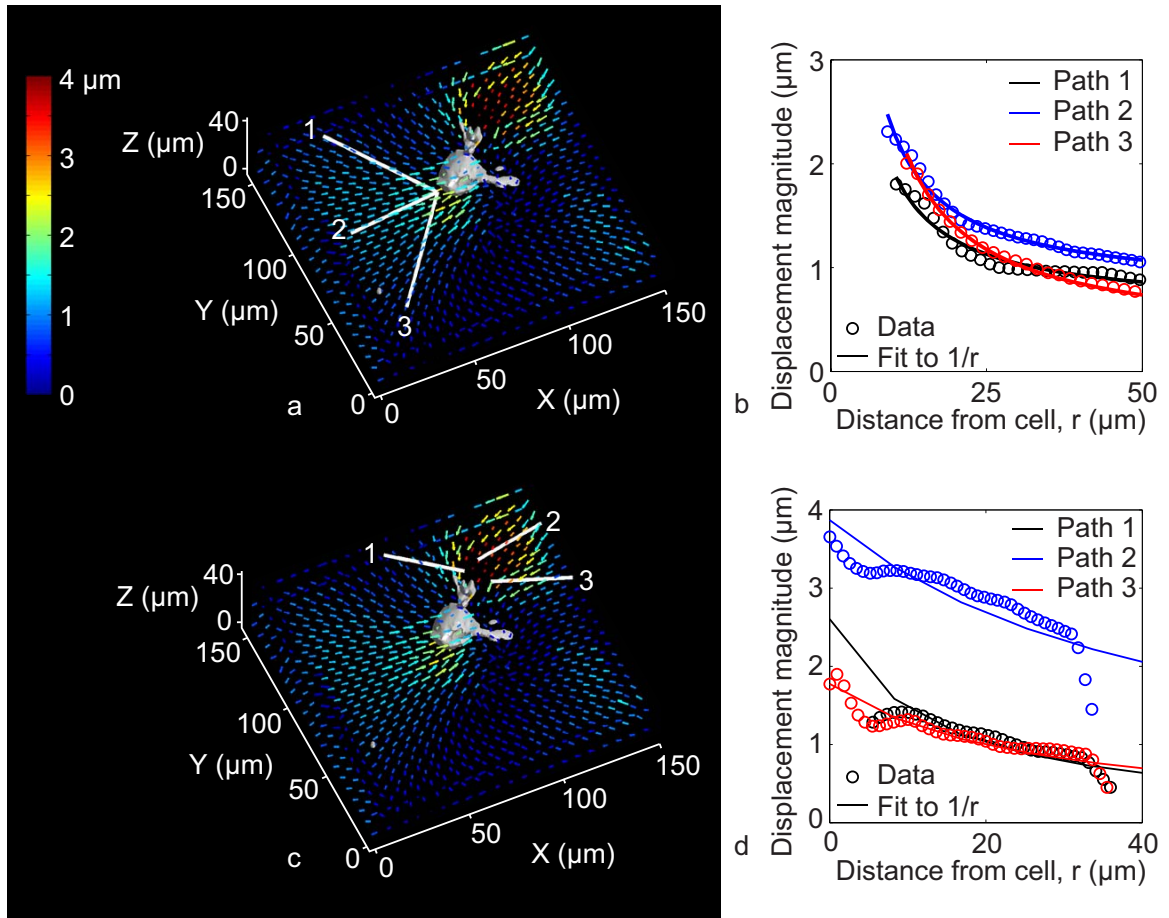 4 µm
3
2
1
0
Z (µm)
40
0
150
100
Y (µm)
50
0
0
50
X (µm)
100
150
1
2
3
a
Displacement magnitude (µm)
3
2
1
0
Path 1
Path 2
Path 3
Data
Fit to 1/r
0
25
50
Distance from cell, r (µm)
b
Z (µm)
40
0
150
100
Y (µm)
50
0
0
50
X (µm)
100
150
1
2
3
c
Displacement magnitude (µm)
4
3
2
1
0
Path 1
Path 2
Path 3
Data
Fit to 1/r
0
20
40
Distance from cell, r (µm)
d